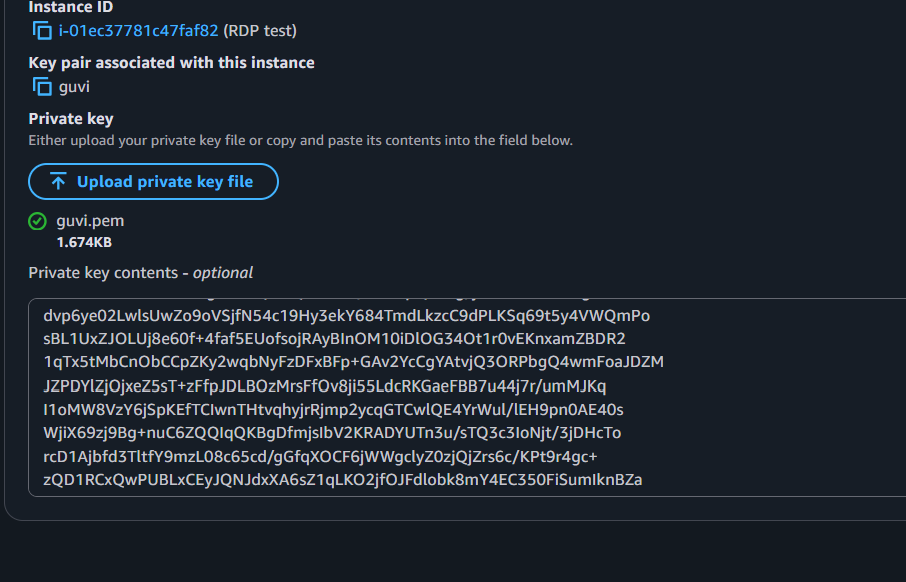 Instance ID
i-01ec37781c47faf82 (RDP test)
Key pair associated with this instance
guvi
Private key
Either upload your private key file or copy and paste its contents into the field below.
Upload private key file
guvi.pem
1.674KB
Private key contents - optional
dvp6ye02LwlsUwZo9oVSjfN54c19Hy3ekY684TmdLkzcC9dPLKSq69t5y4VWQmPo
sBL1UxZJOLUj8e60f+4faf5EUofsojRAyBInOM10iDlOG34Ot1r0vEKnxamZBDR2
1qTx5tMbCnObCCpZKy2wqbNyFzDFxBFp+GAv2YcCgYAtvjQ3ORPbgQ4wmFoaJDZM
JZPDYlZjOjxeZ5sT+zFfpJDLBOzMrsFfOv8ji55LdcRKGaeFBB7u44j7r/umMJKq
I1oMW8VzY6jSpKEfTCIwnTHtvqhyjrRjmp2ycqGTCwlQE4YrWul/lEH9pn0AE40s
WjiX69zj9Bg+nuC6ZQQIqQKBgDfmjsIbV2KRADYUTn3u/sTQ3c3IoNjt/3jDHcTo
rcD1Ajbfd3TltfY9mzL08c65cd/gGfqXOCF6jWWgclyZ0zjQjZrs6c/KPt9r4gc+
zQD1RCxQwPUBLxCEyJQNJdxXA6sZ1qLKO2jfOJFdlobk8mY4EC350FiSumIknBZa